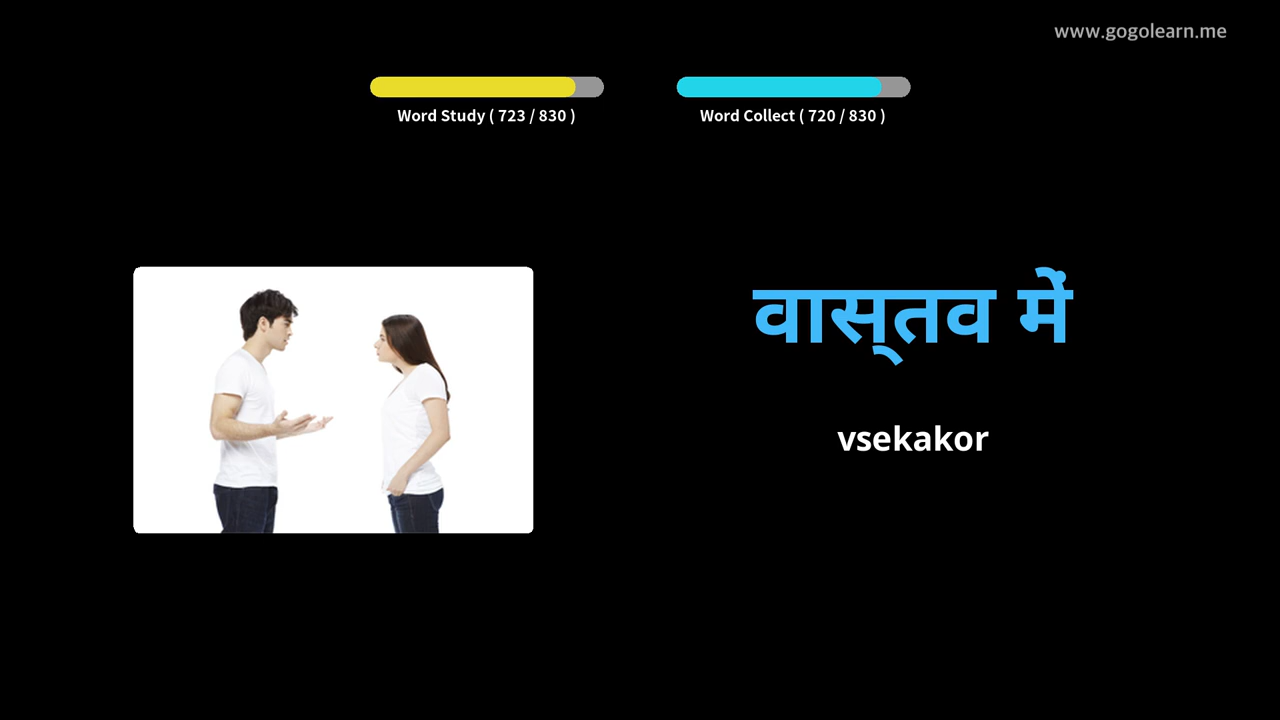 www.gogolearn.me
Word Study ( 723 / 830 )
Word Collect ( 720 / 830 )
वास्तव में
vsekakor